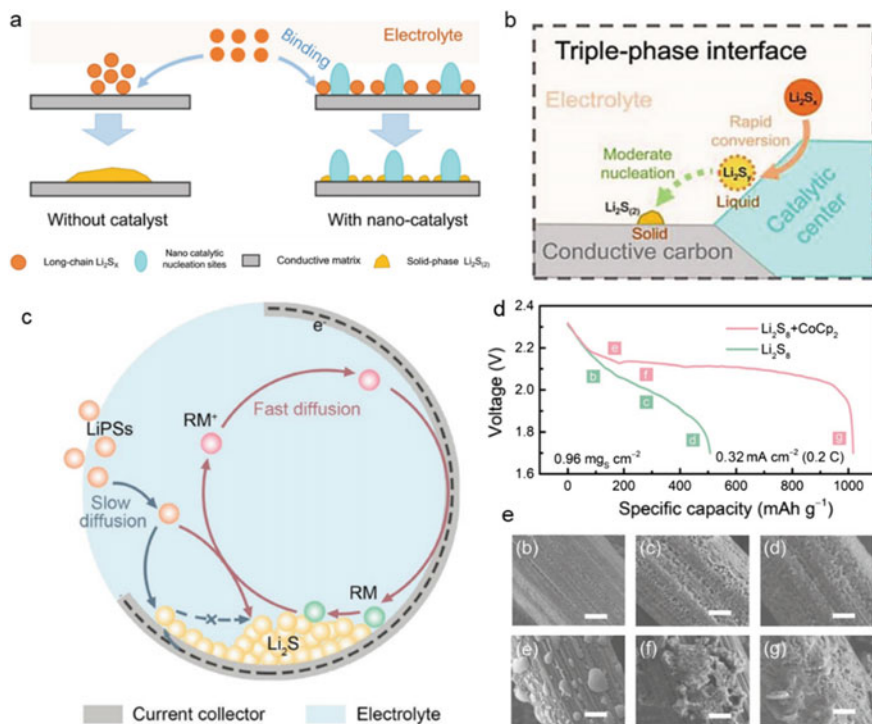 a
Electrolyte
Binding
Without catalyst
With nano-catalyst
Long-chain Li₂Sₓ
Nano catalytic
nucleation sites
Conductive matrix
Solid-phase Li₂S₍₂₎
b
Triple-phase interface
Electrolyte
Li₂Sₓ
Rapid
conversion
Moderate
nucleation
Li₂Sᵧ
Liquid
Li₂S₍₂₎
Solid
Catalytic
center
Conductive carbon
c
e⁻
LiPSs
RM⁺
Fast diffusion
Slow
diffusion
RM
Li₂S
Current collector
Electrolyte
d
Voltage (V)
2.4
2.2
2.0
1.8
1.6
Li₂S₈+CoCp₂
Li₂S₈
e
f
b
c
d
g
0.96 mgₛ cm⁻²
0.32 mA cm⁻² (0.2 C)
0 200 400 600 800 1000
Specific capacity (mAh g⁻¹)
e
(b) (c) (d)
(e) (f) (g)